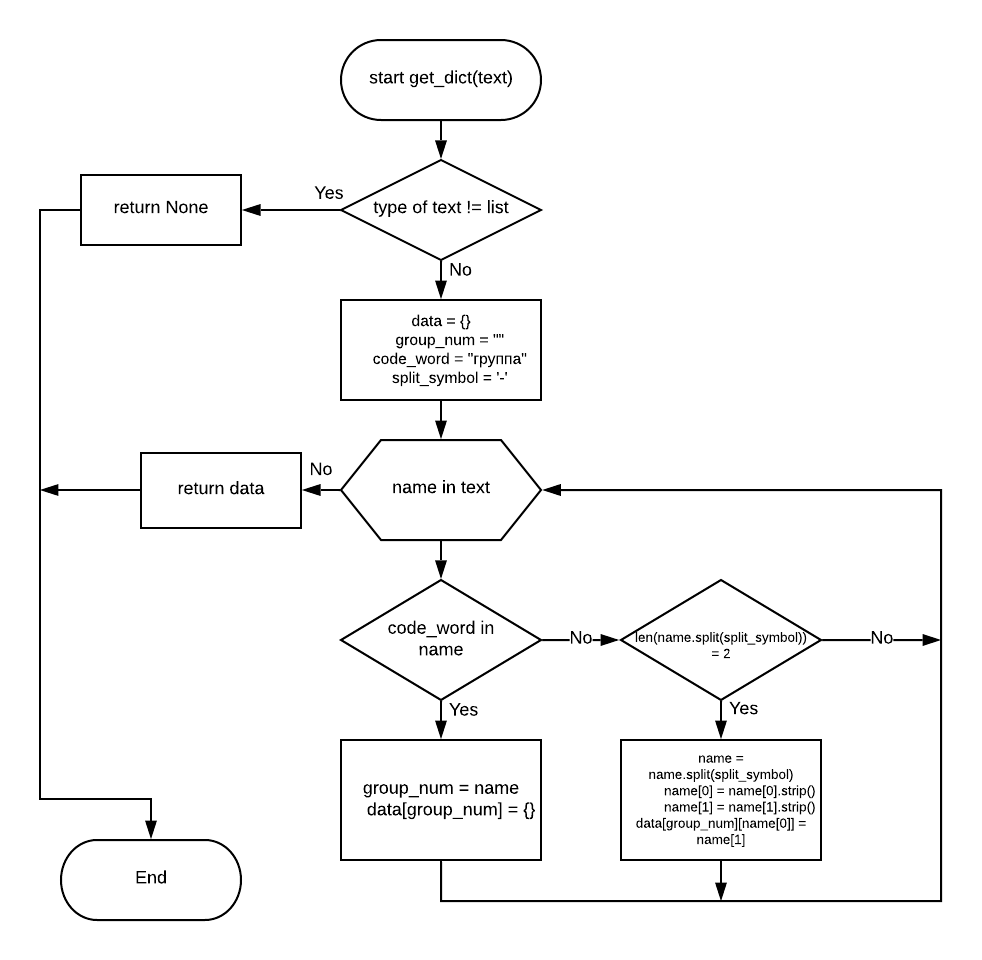 start get_dict(text)
Yes
return None
type of text != list
No
data = {}
group_num = ""
code_word = "группа"
split_symbol = '-'
No
return data
name in text
code_word in
name
No
len(name.split(split_symbol))
= 2
No
Yes
Yes
group_num = name
data[group_num] = {}
name =
name.split(split_symbol)
name[0] = name[0].strip()
name[1] = name[1].strip()
data[group_num][name[0]] =
name[1]
End